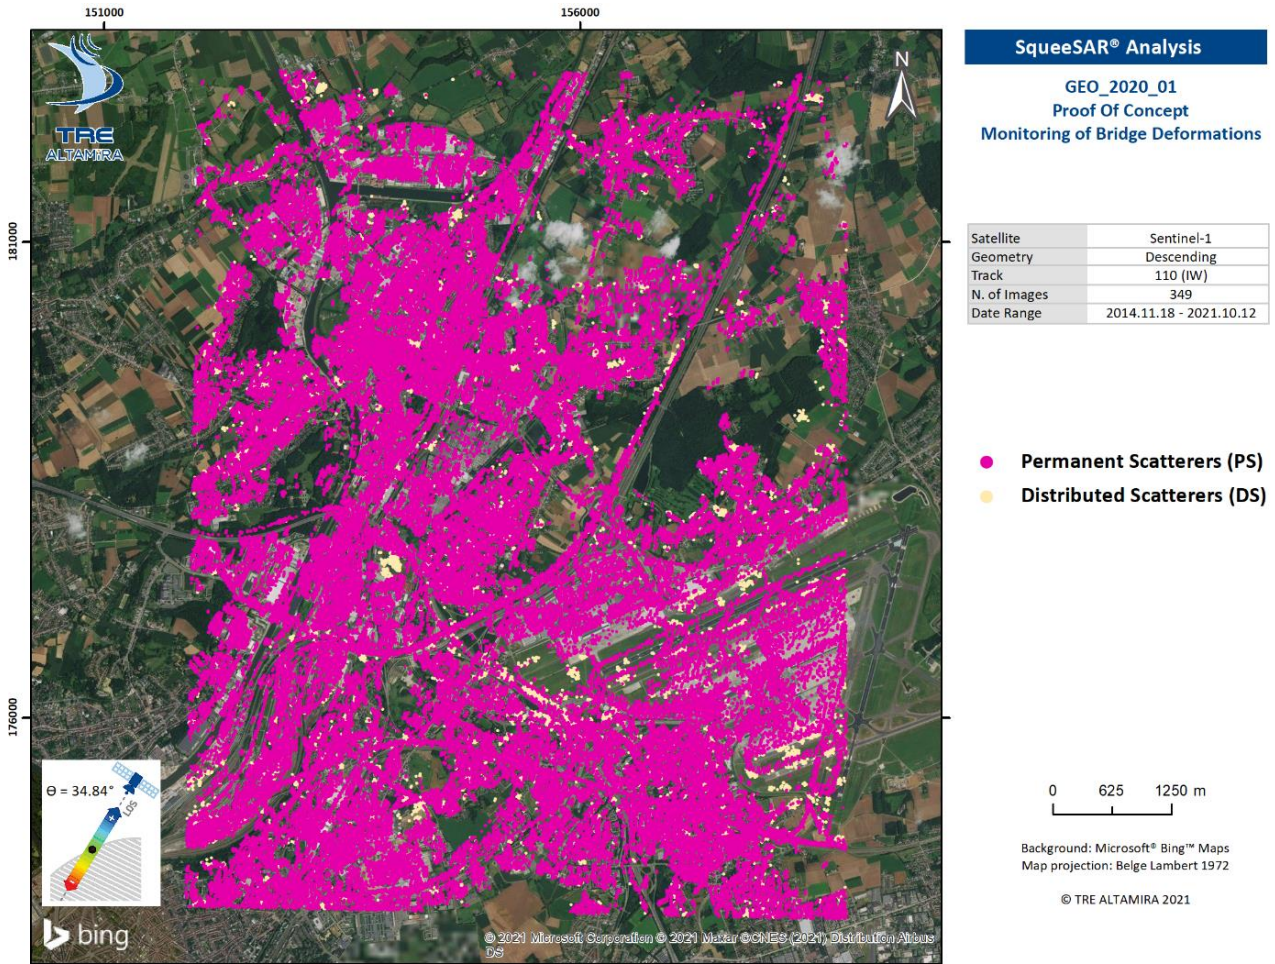 151000
156000
181000
176000
TRE
ALTAMIRA
N
SqueeSAR® Analysis
GEO_2020_01
Proof Of Concept
Monitoring of Bridge Deformations
Satellite Sentinel-1
Geometry Descending
Track 110 (IW)
N. of Images 349
Date Range 2014.11.18 - 2021.10.12
Permanent Scatterers (PS)
Distributed Scatterers (DS)
Θ = 34.84°
LOS
+
-
0 625 1250 m
Background: Microsoft® Bing™ Maps
Map projection: Belge Lambert 1972
© TRE ALTAMIRA 2021
bing
© 2021 Microsoft Corporation © 2021 Maxar ©CNES (2021) Distribution Airbus
DS